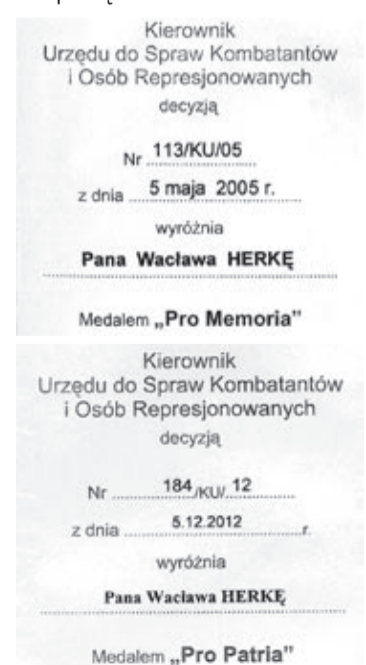 Kierownik
Urzędu do Spraw Kombatantów
i Osób Represjonowanych
decyzją
Nr 113/KU/05
z dnia 5 maja 2005 r.
wyróżnia
Pana Wacława HERKĘ
Medalem „Pro Memoria”
Kierownik
Urzędu do Spraw Kombatantów
i Osób Represjonowanych
decyzją
Nr 184/KU/ 12
z dnia 5.12.2012 r.
wyróżnia
Pana Wacława HERKĘ
Medalem „Pro Patria”